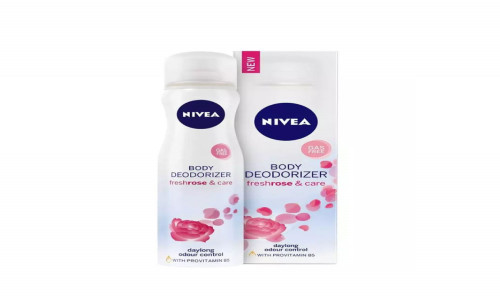 NIVEA
GAS
FREE
BODY
DEODORIZER
freshrose & care
daylong
odour control
WITH PROVITAMIN B5
NEW
NIVEA
GAS
FREE
BODY
DEODORIZER
freshrose & care
daylong
odour control
WITH PROVITAMIN B5